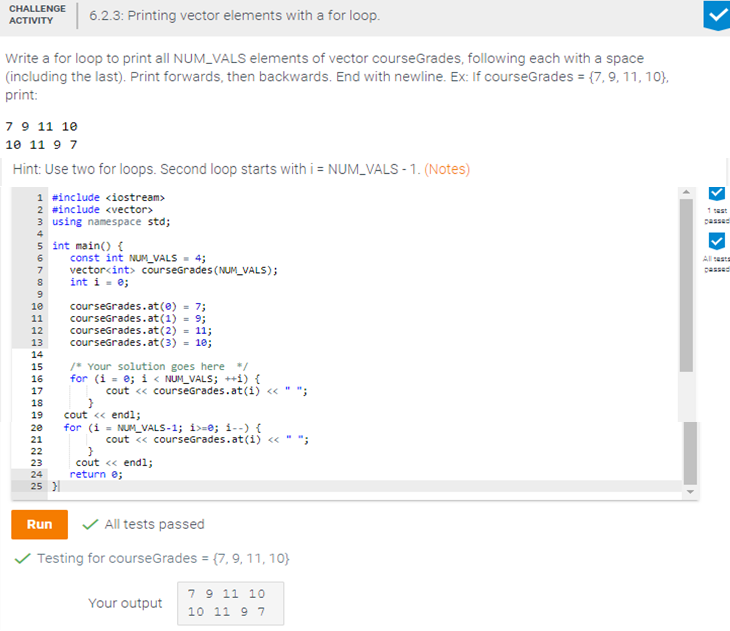 CHALLENGE
ACTIVITY
6.2.3: Printing vector elements with a for loop.
Write a for loop to print all NUM_VALS elements of vector courseGrades, following each with a space
(including the last). Print forwards, then backwards. End with newline. Ex: If courseGrades = {7, 9, 11, 10},
print:
7 9 11 10
10 11 9 7
Hint: Use two for loops. Second loop starts with i = NUM_VALS - 1. (Notes)
1 #include <iostream>
2 #include <vector>
3 using namespace std;
4
5 int main() {
6 const int NUM_VALS = 4;
7 vector<int> courseGrades(NUM_VALS);
8 int i = 0;
9
10 courseGrades.at(0) = 7;
11 courseGrades.at(1) = 9;
12 courseGrades.at(2) = 11;
13 courseGrades.at(3) = 10;
14
15 /* Your solution goes here */
16 for (i = 0; i < NUM_VALS; ++i) {
17 cout << courseGrades.at(i) << " ";
18 }
19 cout << endl;
20 for (i = NUM_VALS-1; i>=0; i--) {
21 cout << courseGrades.at(i) << " ";
22 }
23 cout << endl;
24 return 0;
25 }
1 test
passed
All tests
passed
Run
All tests passed
Testing for courseGrades = {7, 9, 11, 10}
Your output
7 9 11 10
10 11 9 7